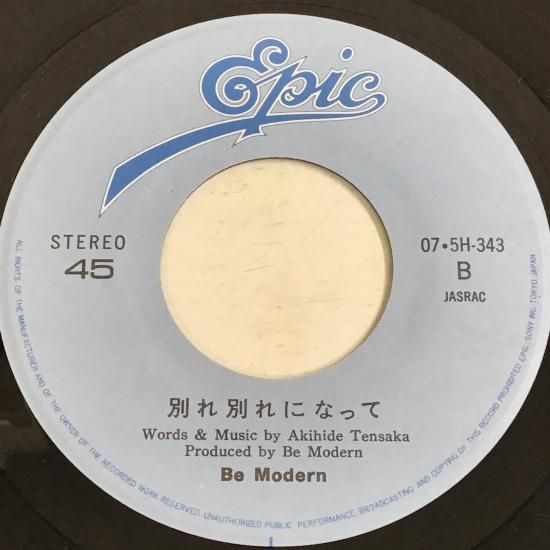 Epic
STEREO
45
07•5H-343
B
JASRAC
別れ別れになって
Words & Music by Akihide Tensaka
Produced by Be Modern
Be Modern
ALL RIGHTS OF THE MANUFACTURER AND OF THE OWNER OF THE RECORDED WORK RESERVED. UNAUTHORIZED PUBLIC PERFORMANCE, BROADCASTING AND COPYING OF THIS RECORD PROHIBITED EPIC·SONY INC. TOKYO JAPAN